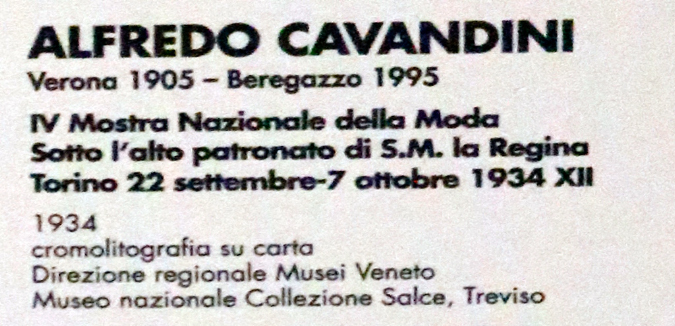 ALFREDO CAVANDINI
Verona 1905 – Beregazzo 1995
IV Mostra Nazionale della Moda
Sotto l'alto patronato di S.M. la Regina
Torino 22 settembre-7 ottobre 1934 XII
1934
cromolitografia su carta
Direzione regionale Musei Veneto
Museo nazionale Collezione Salce, Treviso